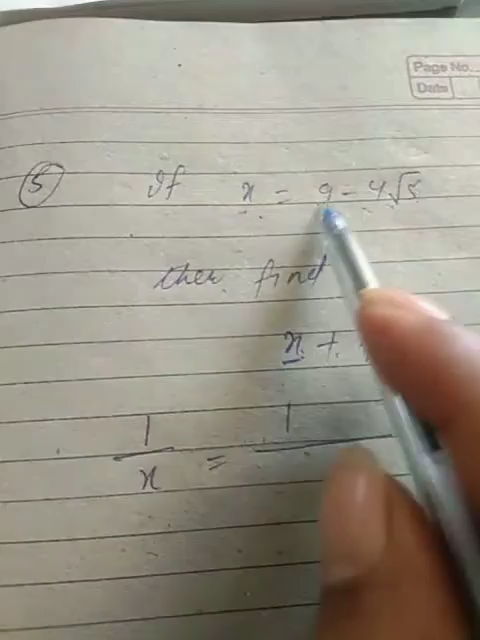 Page No...
Date
5 If x = 9 - 4√5
then find
x +
1/x = 1/